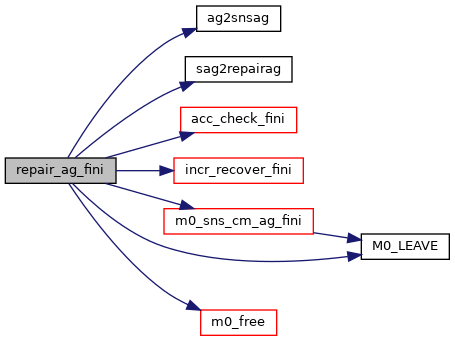 ag2snsag
sag2repairag
acc_check_fini
repair_ag_fini
incr_recover_fini
m0_sns_cm_ag_fini
M0_LEAVE
m0_free